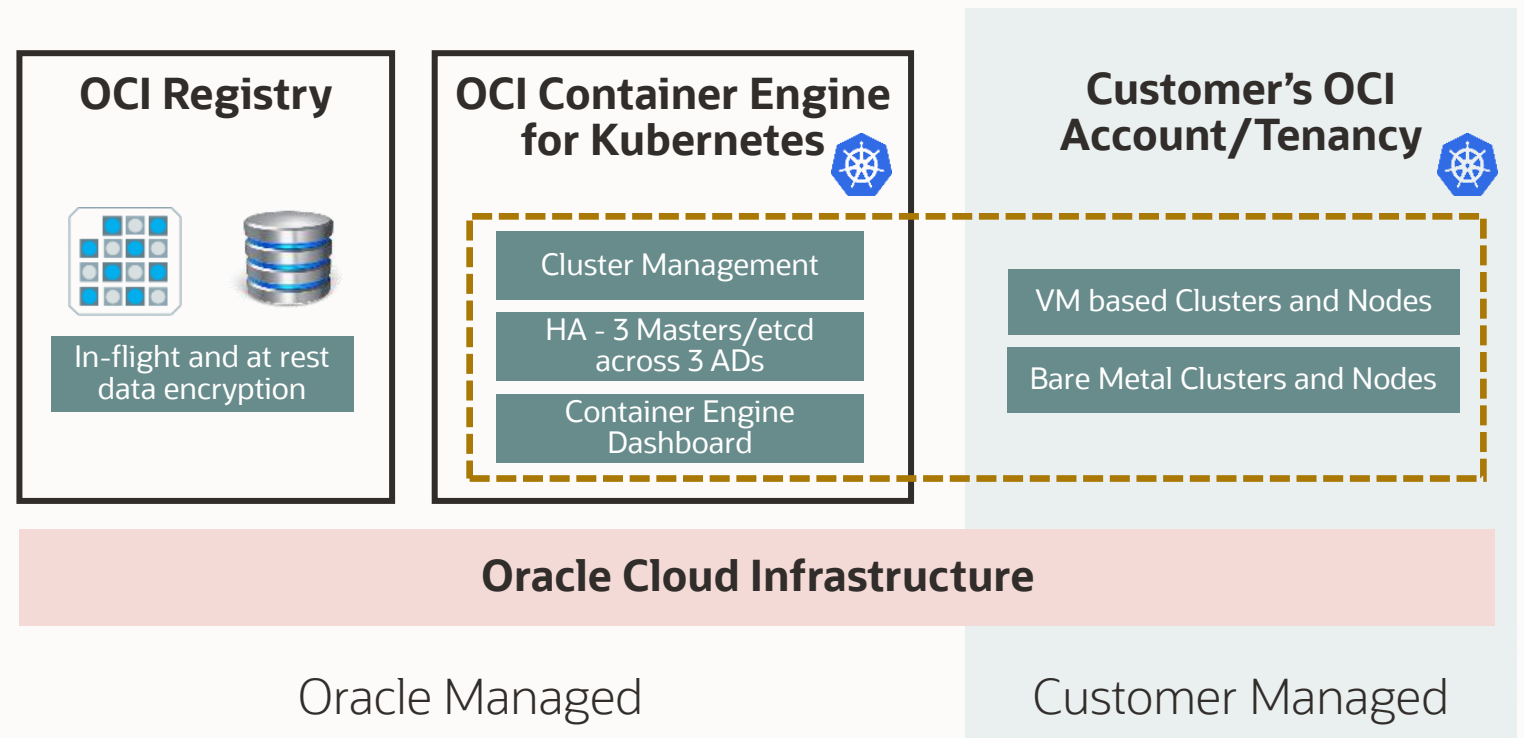 OCI Registry
In-flight and at rest
data encryption
OCI Container Engine
for Kubernetes
Cluster Management
HA - 3 Masters/etcd
across 3 ADs
Container Engine
Dashboard
Customer’s OCI
Account/Tenancy
VM based Clusters and Nodes
Bare Metal Clusters and Nodes
Oracle Cloud Infrastructure
Oracle Managed
Customer Managed